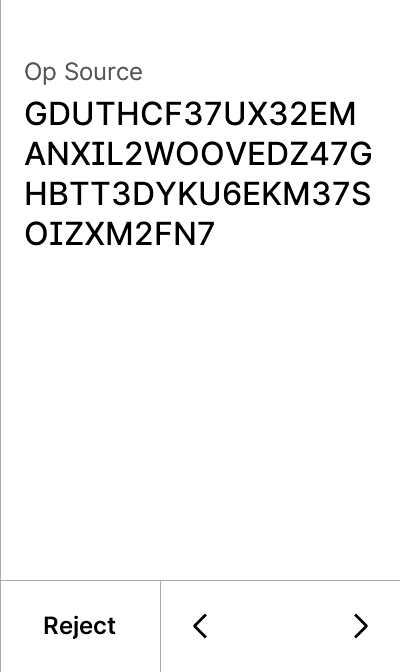 Op Source
GDUTHCF37UX32EM
ANXIL2WOOVEDZ47G
HBTT3DYKU6EKM37S
OIZXM2FN7
Reject